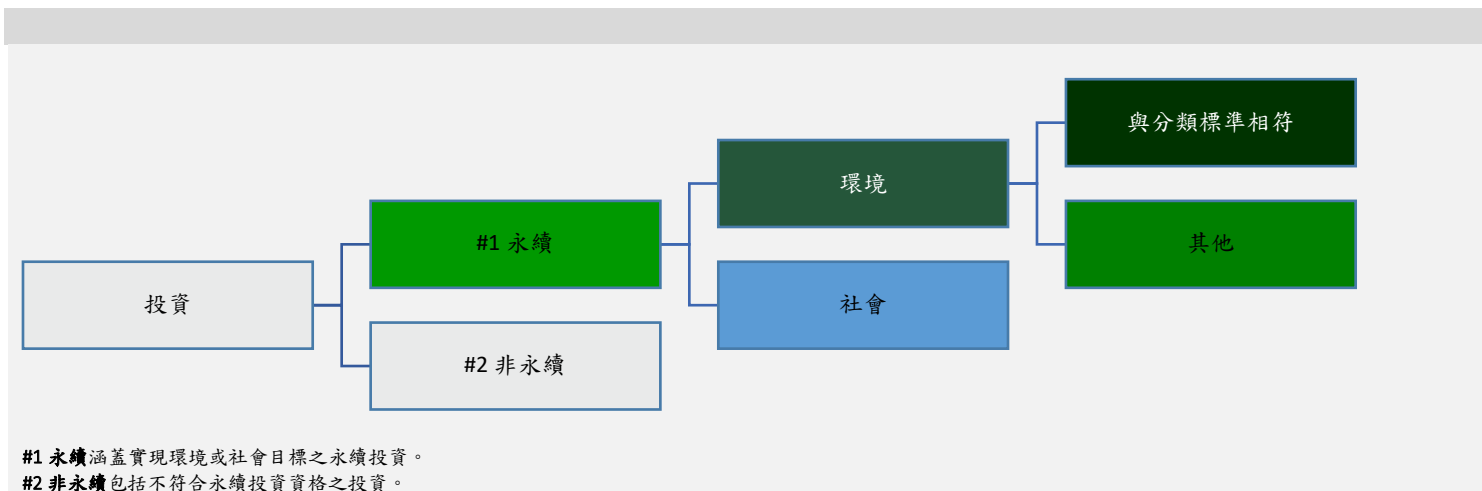 與分類標準相符
環境
#1 永續
其他
投資
社會
#2 非永續
#1 永續涵蓋實現環境或社會目標之永續投資。
#2 非永續包括不符合永續投資資格之投資。